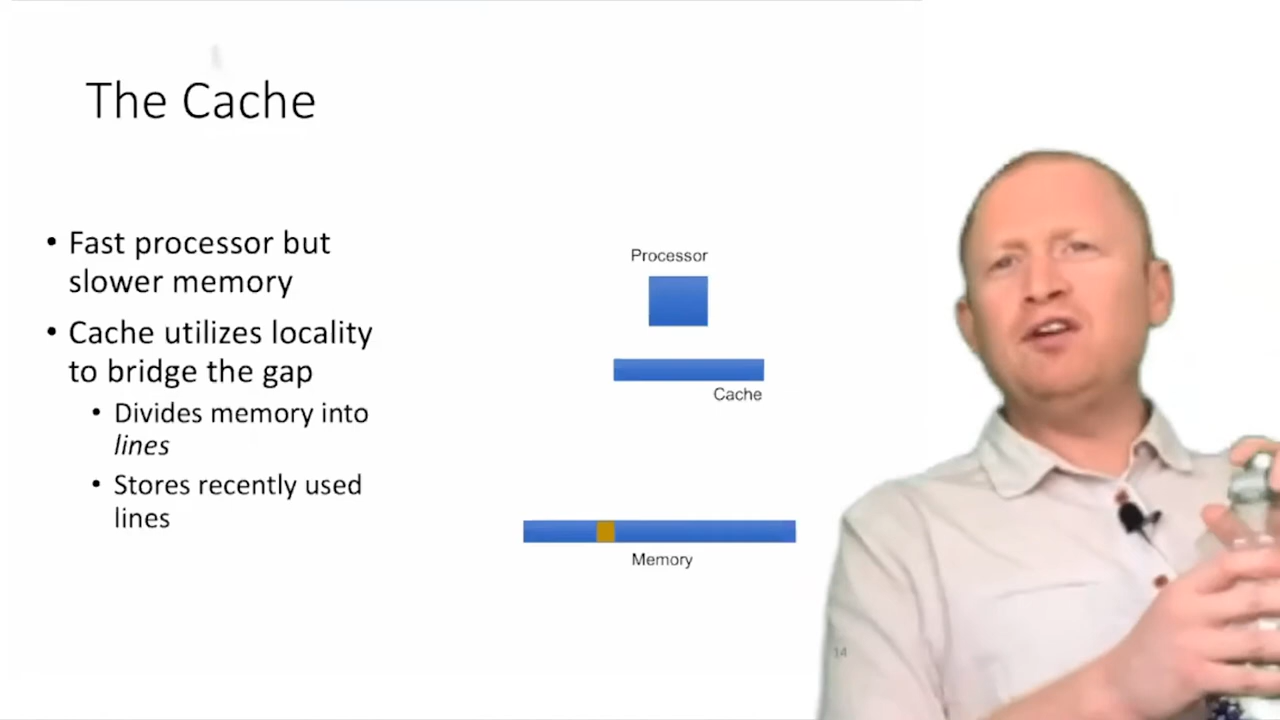 The Cache
• Fast processor but
slower memory
• Cache utilizes locality
to bridge the gap
• Divides memory into
lines
• Stores recently used
lines
Processor
Cache
Memory
14